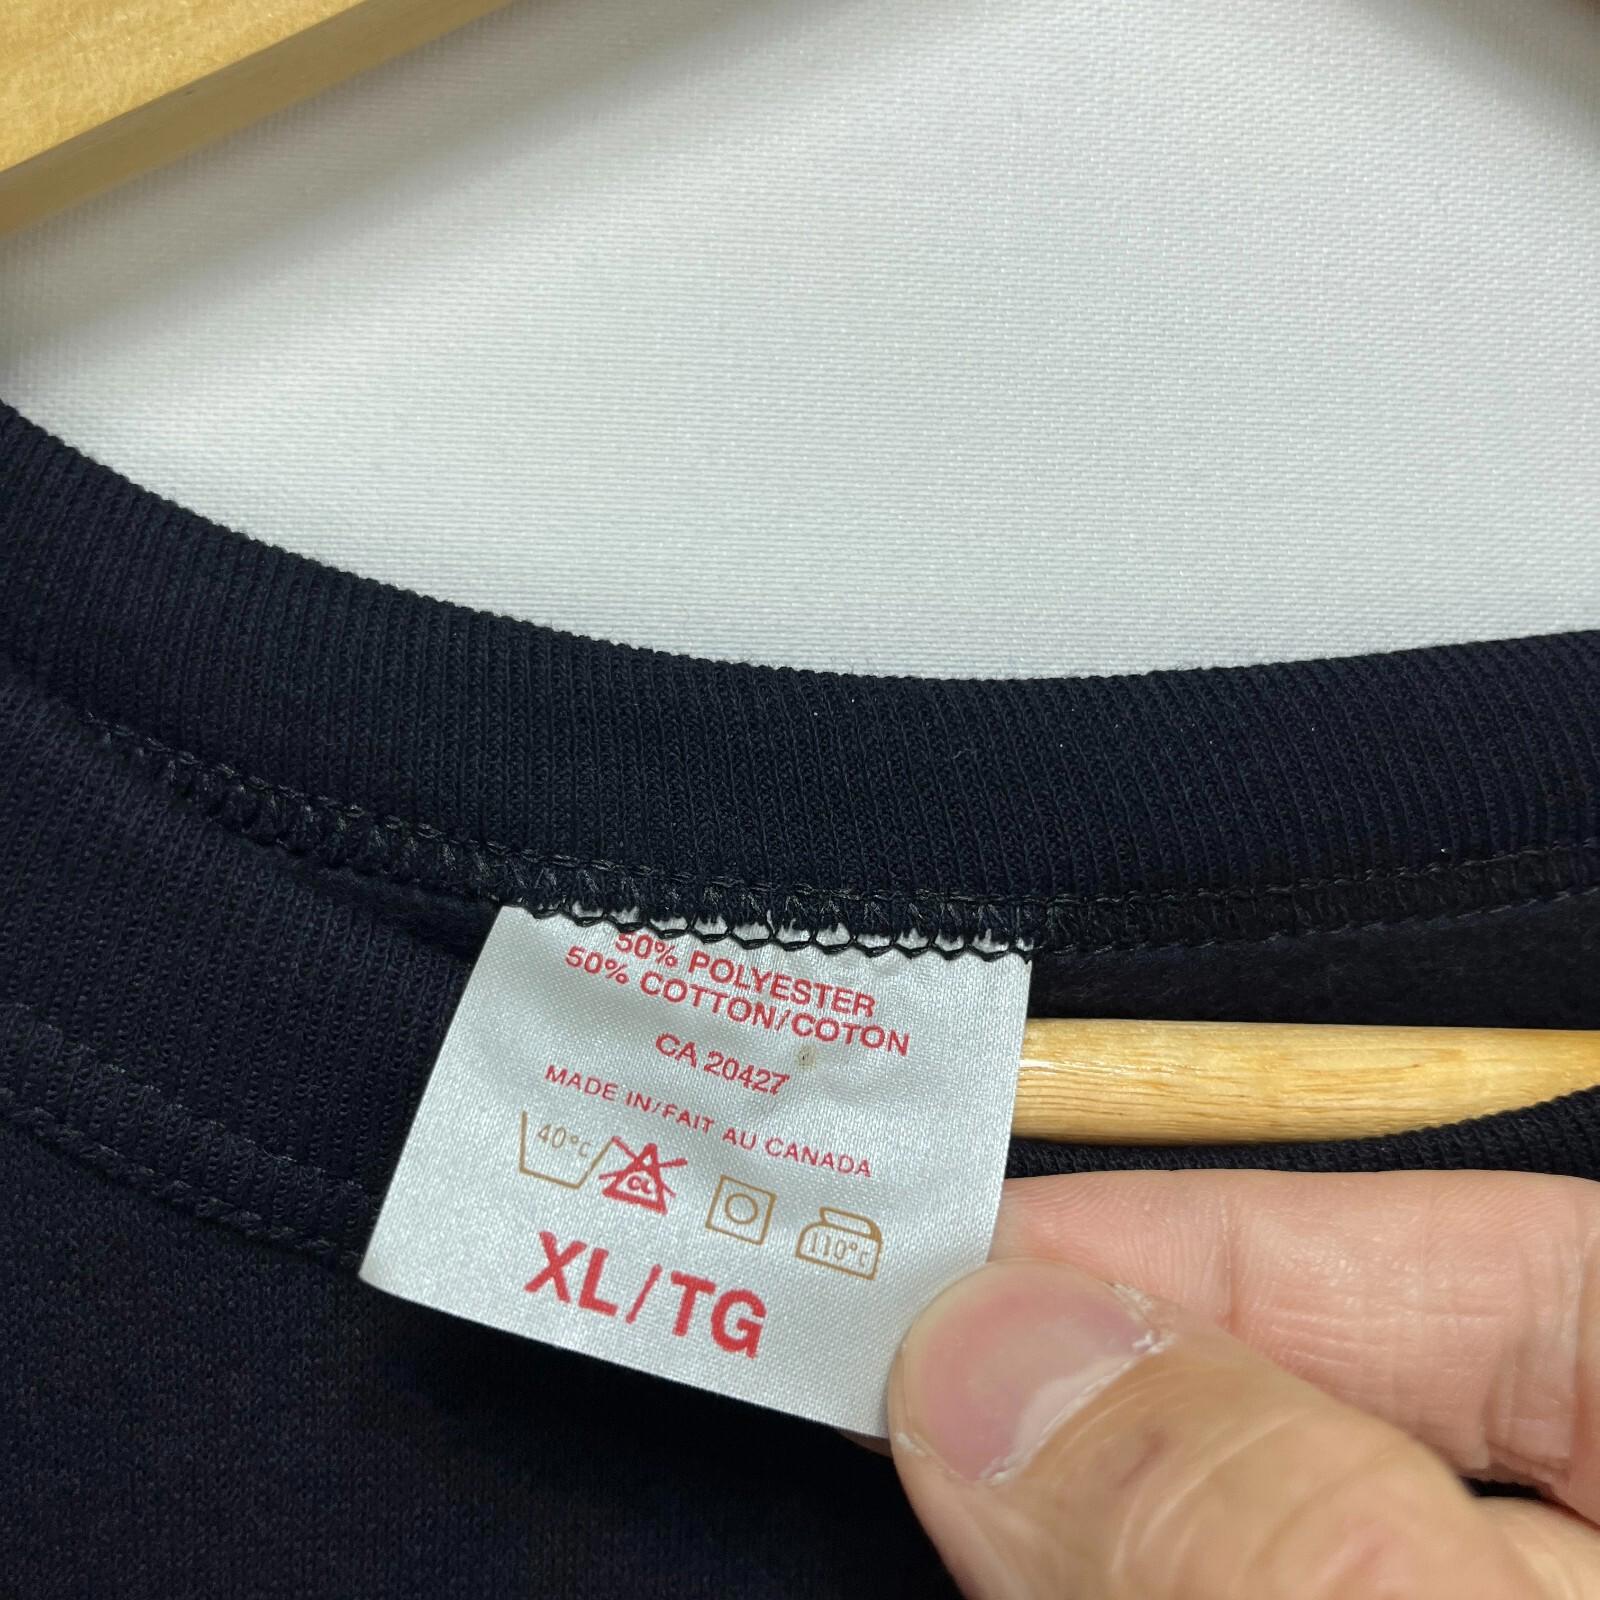 50% POLYESTER
50% COTTON/COTON
CA 20427
MADE IN/FAIT AU CANADA
40°C
CL
110°C
XL/TG